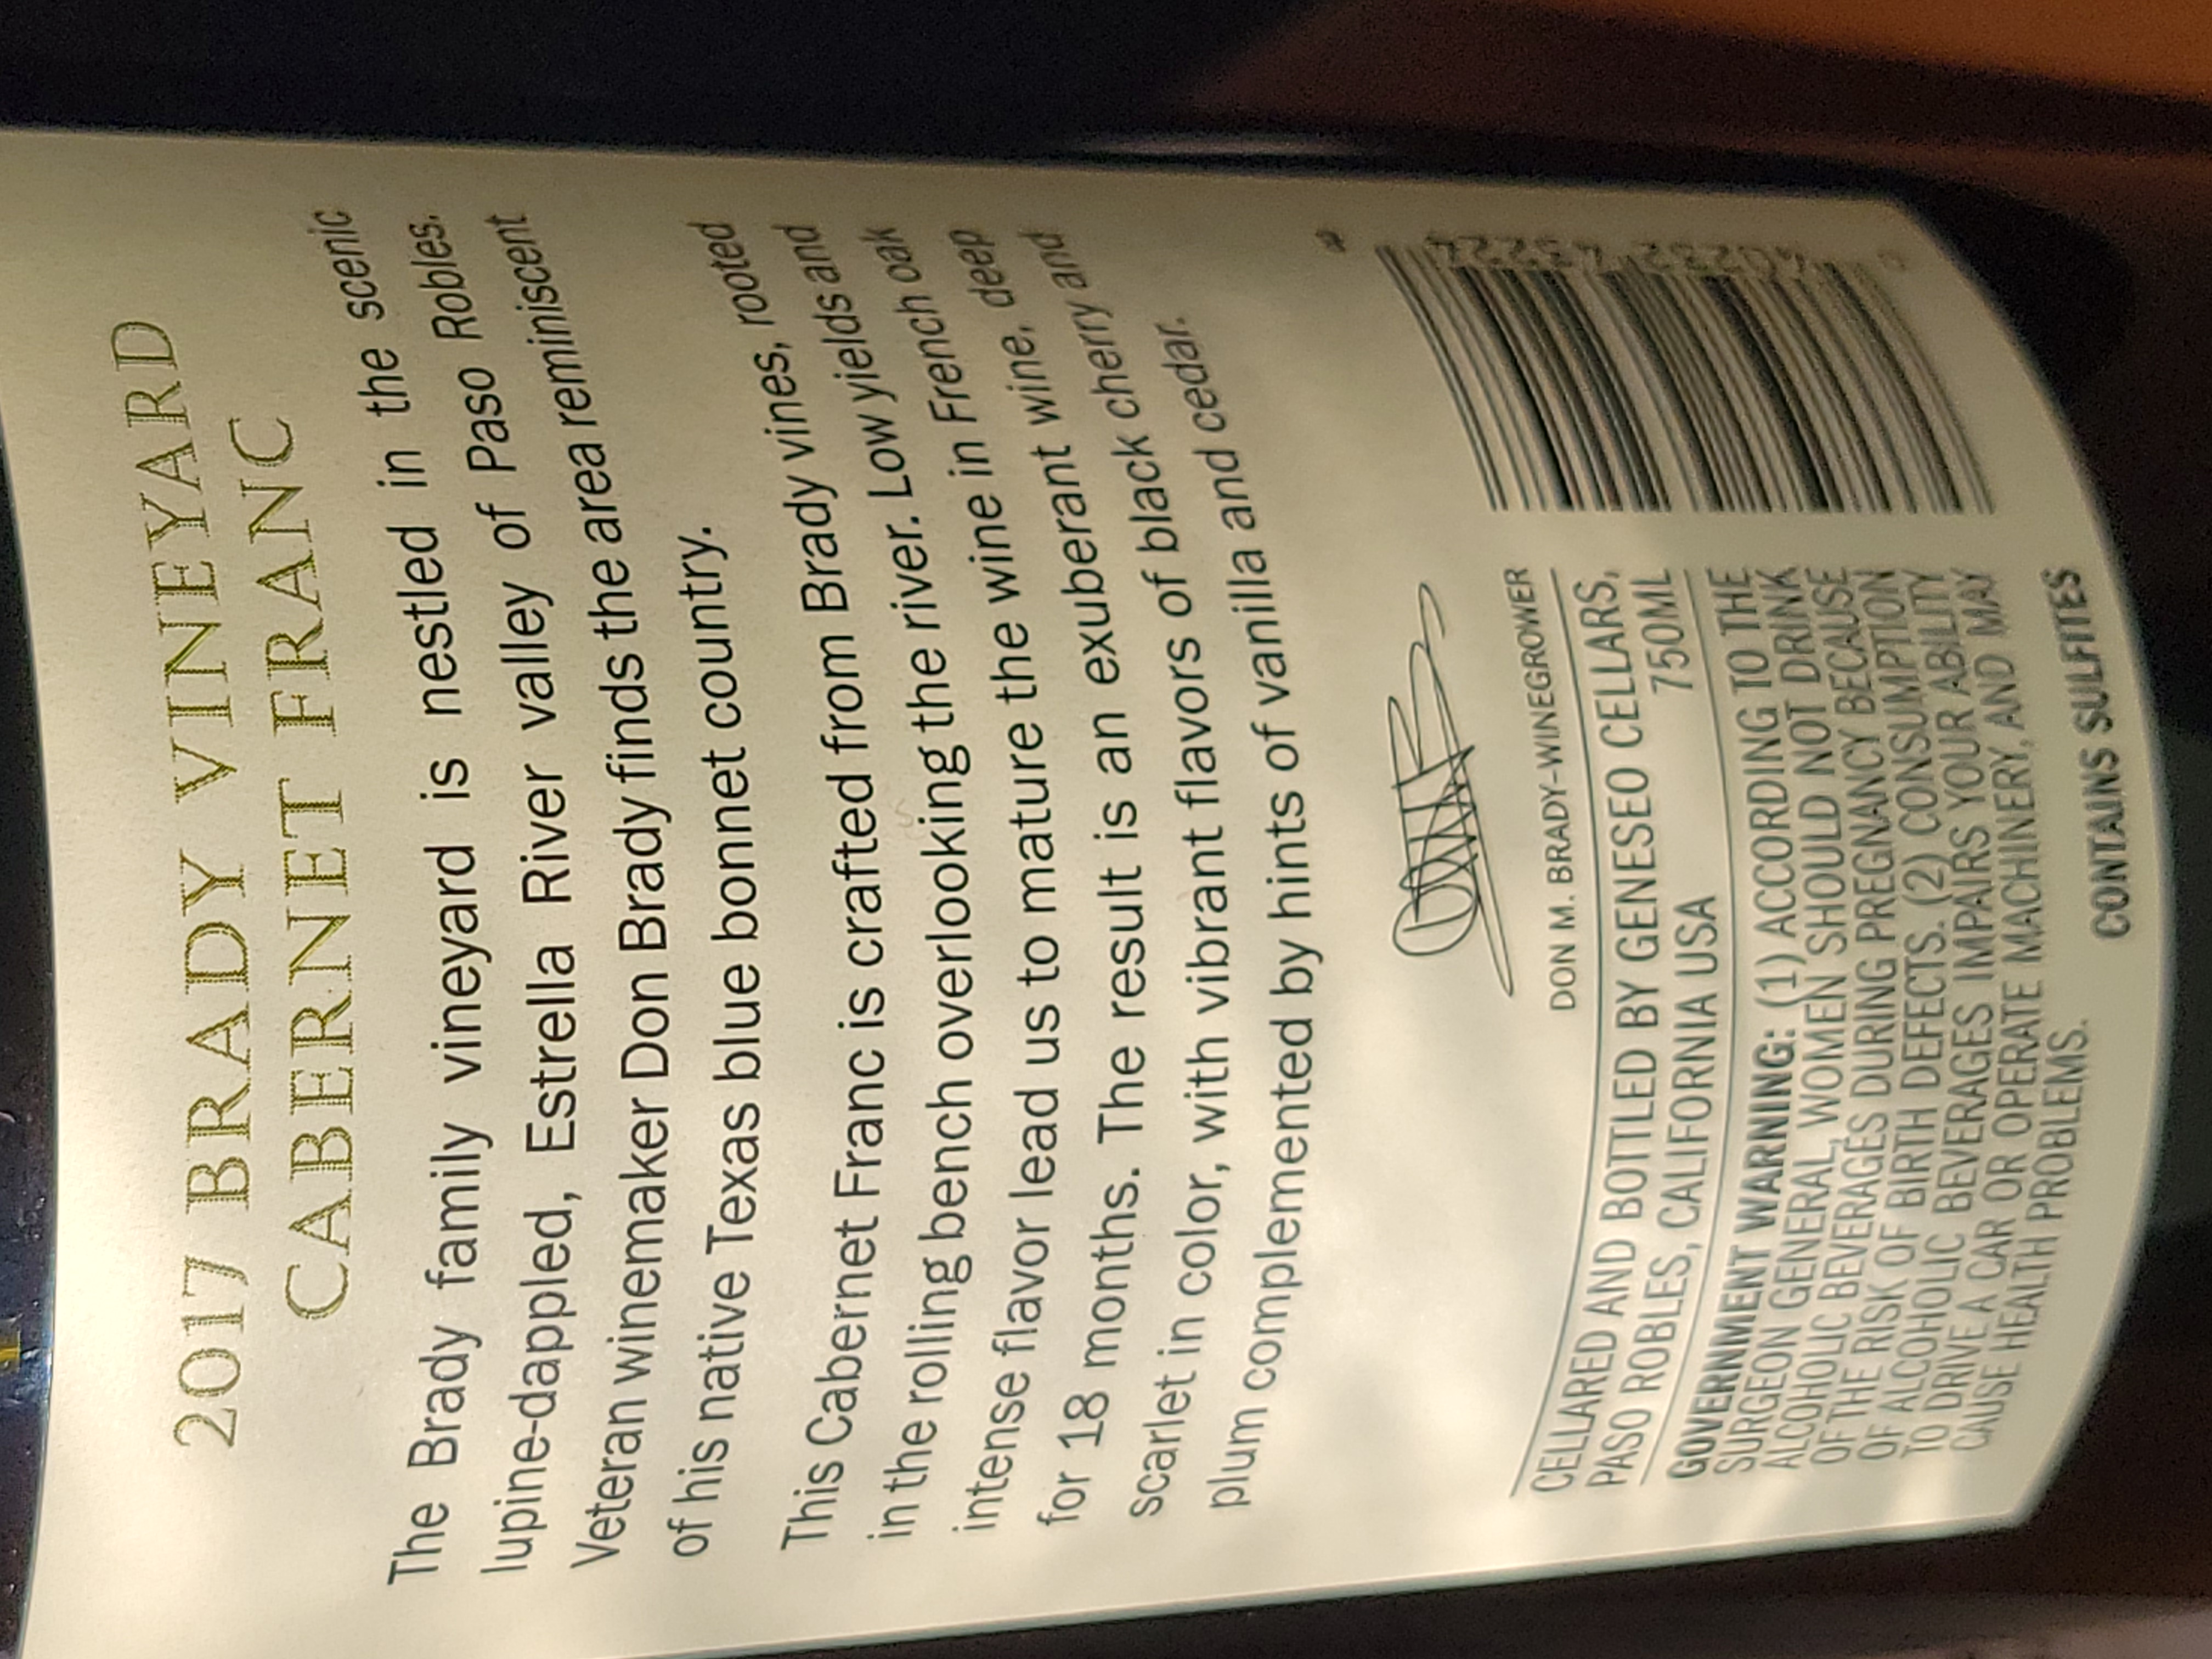 2017 BRADY VINEYARD
CABERNET FRANC
The Brady family vineyard is nestled in the scenic
lupine-dappled, Estrella River valley of Paso Robles.
Veteran winemaker Don Brady finds the area reminiscent
of his native Texas blue bonnet country.
This Cabernet Franc is crafted from Brady vines, rooted
in the rolling bench overlooking the river. Low yields and
intense flavor lead us to mature the wine in French oak
for 18 months. The result is an exuberant wine, deep
scarlet in color, with vibrant flavors of black cherry and
plum complemented by hints of vanilla and cedar.
DON M. BRADY-WINEGROWER
CELLARED AND BOTTLED BY GENESEO CELLARS,
PASO ROBLES, CALIFORNIA USA 750ML
GOVERNMENT WARNING: (1) ACCORDING TO THE
SURGEON GENERAL, WOMEN SHOULD NOT DRINK
ALCOHOLIC BEVERAGES DURING PREGNANCY BECAUSE
OF THE RISK OF BIRTH DEFECTS. (2) CONSUMPTION
OF ALCOHOLIC BEVERAGES IMPAIRS YOUR ABILITY
TO DRIVE A CAR OR OPERATE MACHINERY, AND MAY
CAUSE HEALTH PROBLEMS.
CONTAINS SULFITES